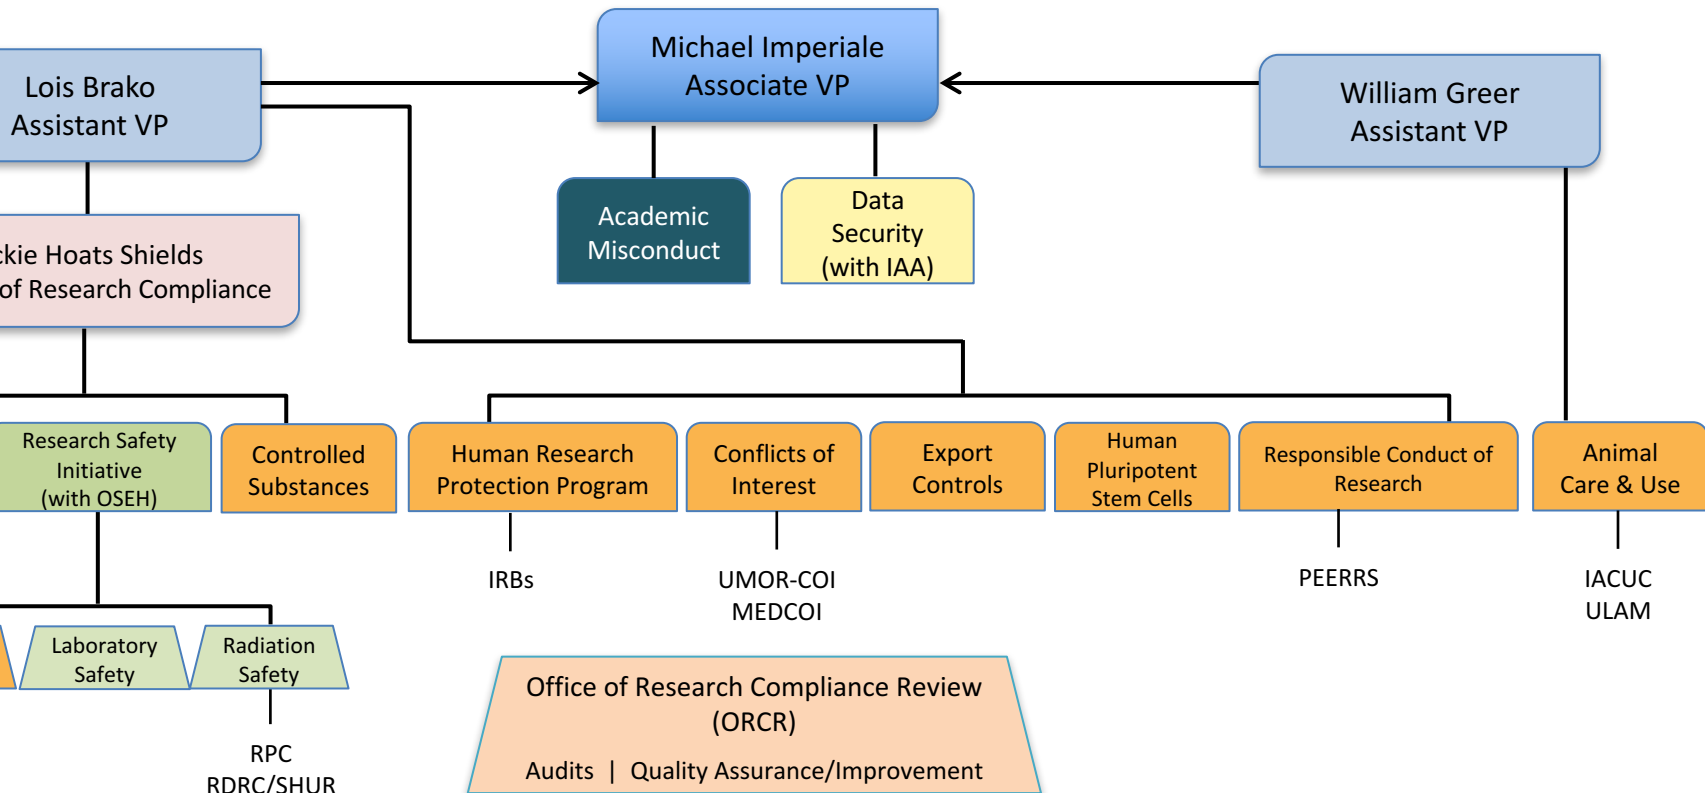 Michael Imperiale
Associate VP
Lois Brako
Assistant VP
William Greer
Assistant VP
Academic
Misconduct
Data
Security
(with IAA)
ckie Hoats Shields
of Research Compliance
Research Safety
Initiative
(with OSEH)
Controlled
Substances
Human Research
Protection Program
Conflicts of
Interest
Export
Controls
Human
Pluripotent
Stem Cells
Responsible Conduct of
Research
Animal
Care & Use
IRBs
UMOR-COI
MEDCOI
PEERRS
IACUC
ULAM
Laboratory
Safety
Radiation
Safety
RPC
RDRC/SHUR
Office of Research Compliance Review
(ORCR)
Audits | Quality Assurance/Improvement